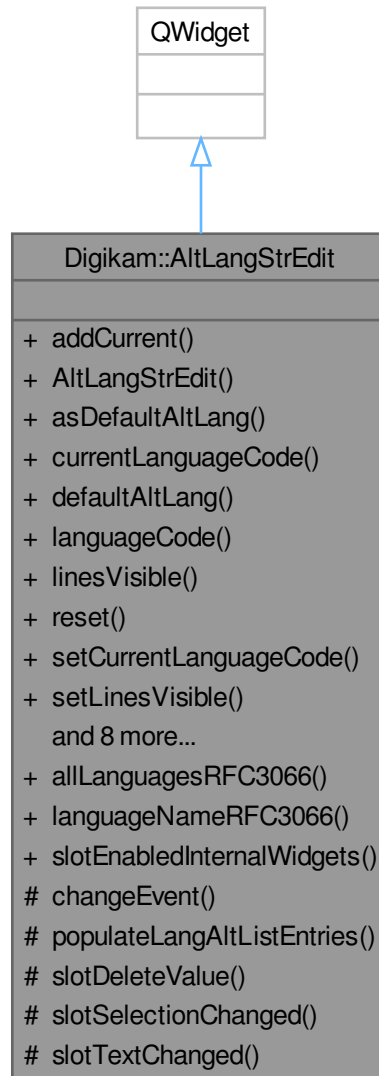 QWidget
Digikam::AltLangStrEdit
+ addCurrent()
+ AltLangStrEdit()
+ asDefaultAltLang()
+ currentLanguageCode()
+ defaultAltLang()
+ languageCode()
+ linesVisible()
+ reset()
+ setCurrentLanguageCode()
+ setLinesVisible()
and 8 more...
+ allLanguagesRFC3066()
+ languageNameRFC3066()
+ slotEnabledInternalWidgets()
# changeEvent()
# populateLangAltListEntries()
# slotDeleteValue()
# slotSelectionChanged()
# slotTextChanged()